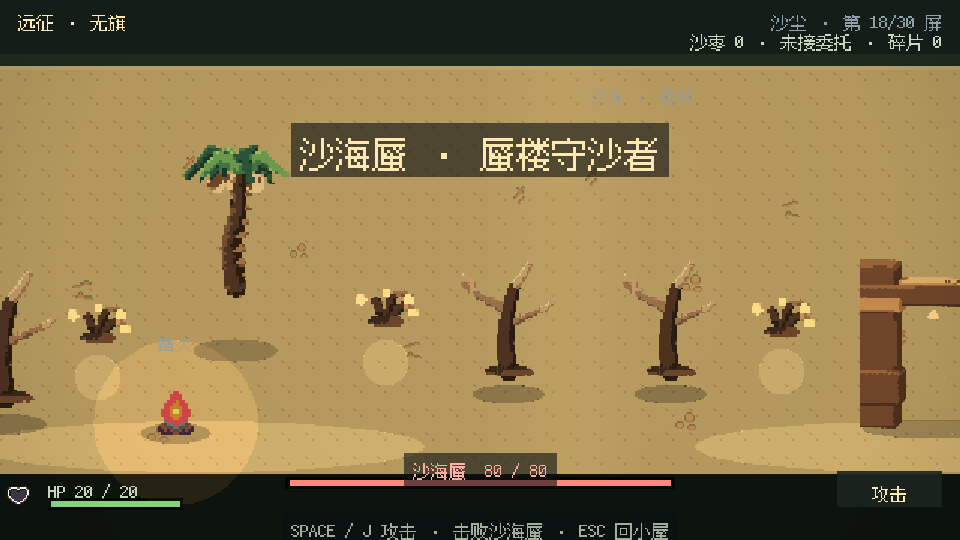 远征 · 无旗
沙尘 · 第 18/30 屏
沙枣 0 · 未接委托 · 碎片 0
沙海蜃 · 蜃楼守沙者
沙海蜃 80 / 80
HP 20 / 20
攻击
SPACE / J 攻击 · 击败沙海蜃 · ESC 回小屋